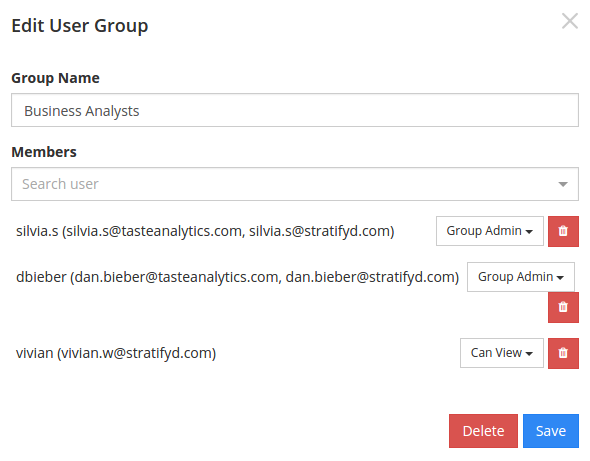 Edit User Group
Group Name
Business Analysts
Members
Search user
silvia.s (silvia.s@tasteanalytics.com, silvia.s@stratifyd.com) Group Admin
dbieber (dan.bieber@tasteanalytics.com, dan.bieber@stratifyd.com) Group Admin
vivian (vivian.w@stratifyd.com) Can View
Delete Save